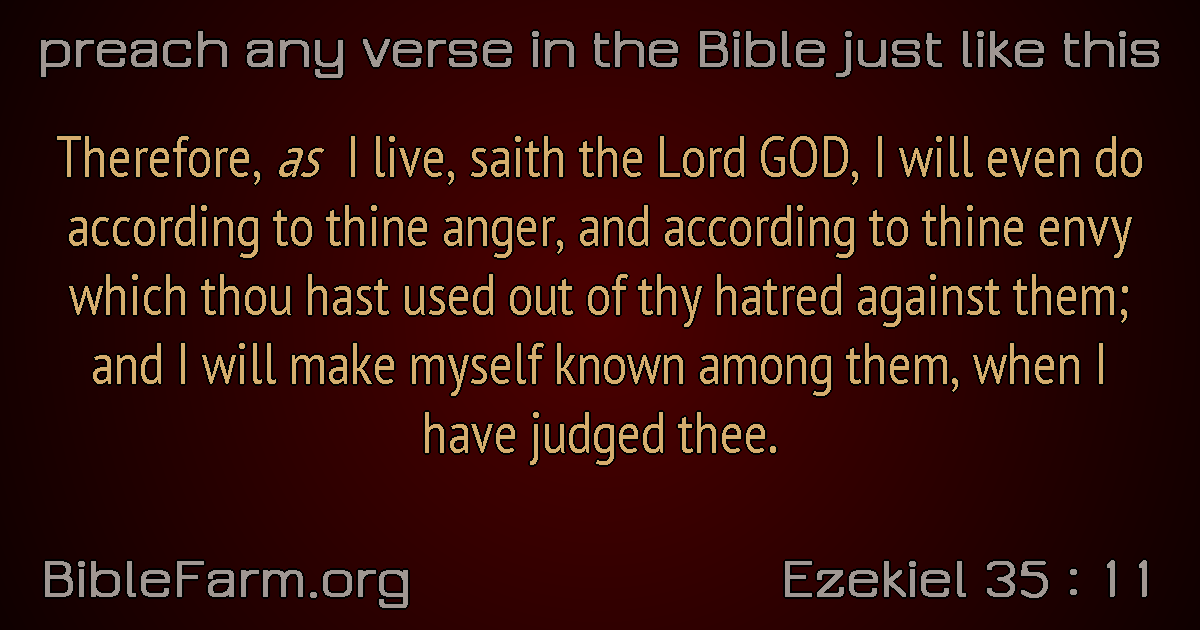 preach any verse in the Bible just like this
Therefore, as I live, saith the Lord GOD, I will even do
according to thine anger, and according to thine envy
which thou hast used out of thy hatred against them;
and I will make myself known among them, when I
have judged thee.
BibleFarm.org
Ezekiel 35 : 11